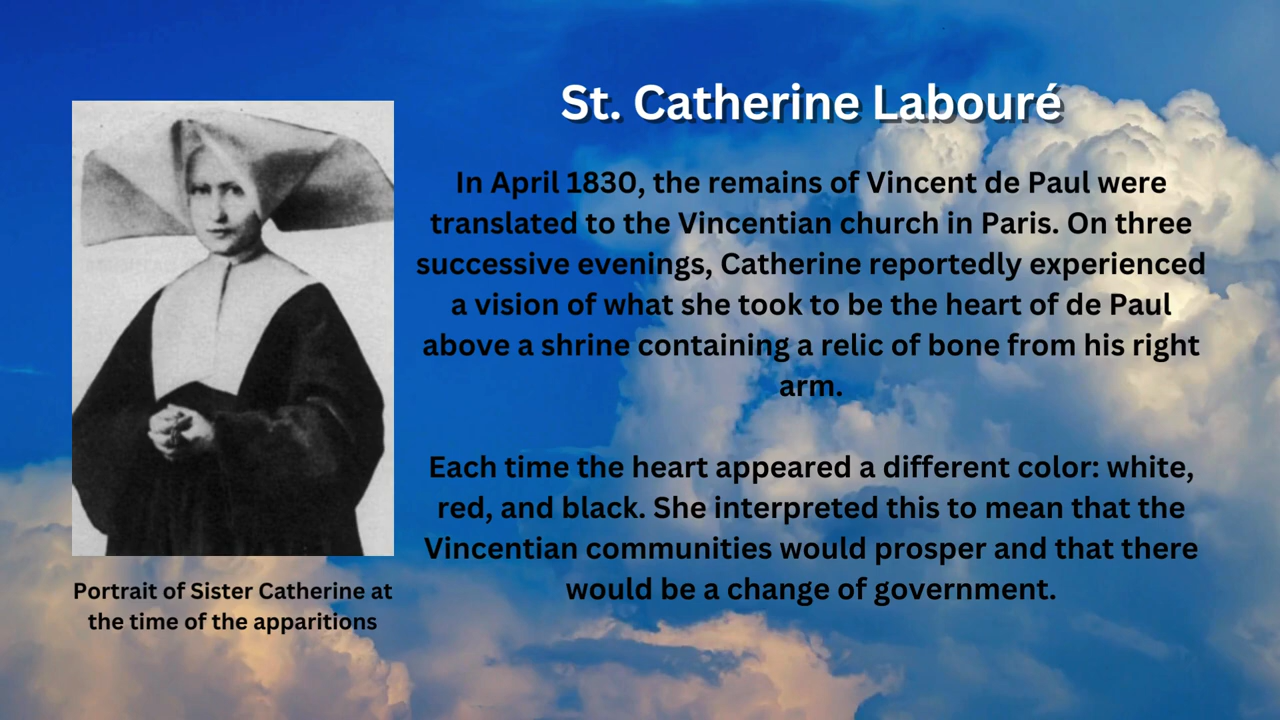 St. Catherine Labouré
In April 1830, the remains of Vincent de Paul were
translated to the Vincentian church in Paris. On three
successive evenings, Catherine reportedly experienced
a vision of what she took to be the heart of de Paul
above a shrine containing a relic of bone from his right
arm.
Each time the heart appeared a different color: white,
red, and black. She interpreted this to mean that the
Vincentian communities would prosper and that there
would be a change of government.
Portrait of Sister Catherine at
the time of the apparitions